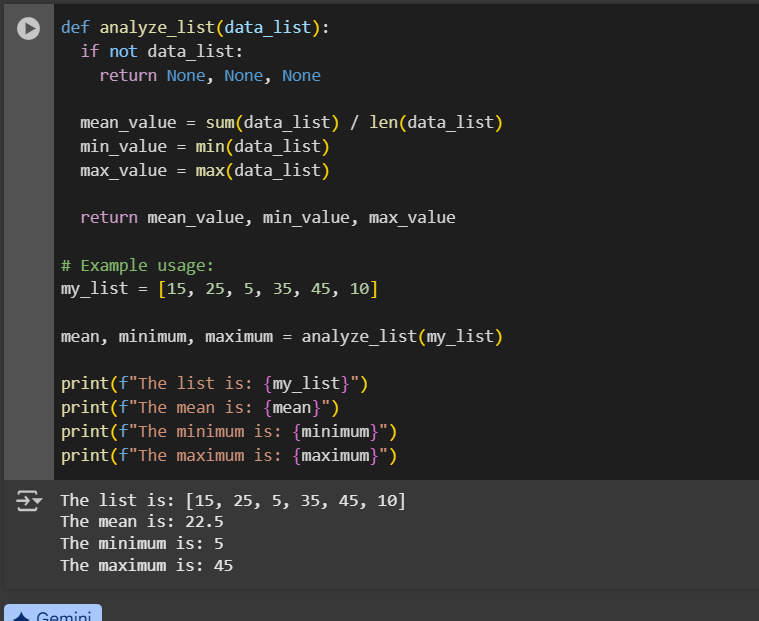 def analyze_list(data_list):
  if not data_list:
    return None, None, None

  mean_value = sum(data_list) / len(data_list)
  min_value = min(data_list)
  max_value = max(data_list)

  return mean_value, min_value, max_value

# Example usage:
my_list = [15, 25, 5, 35, 45, 10]

mean, minimum, maximum = analyze_list(my_list)

print(f"The list is: {my_list}")
print(f"The mean is: {mean}")
print(f"The minimum is: {minimum}")
print(f"The maximum is: {maximum}")
The list is: [15, 25, 5, 35, 45, 10]
The mean is: 22.5
The minimum is: 5
The maximum is: 45
Gemini